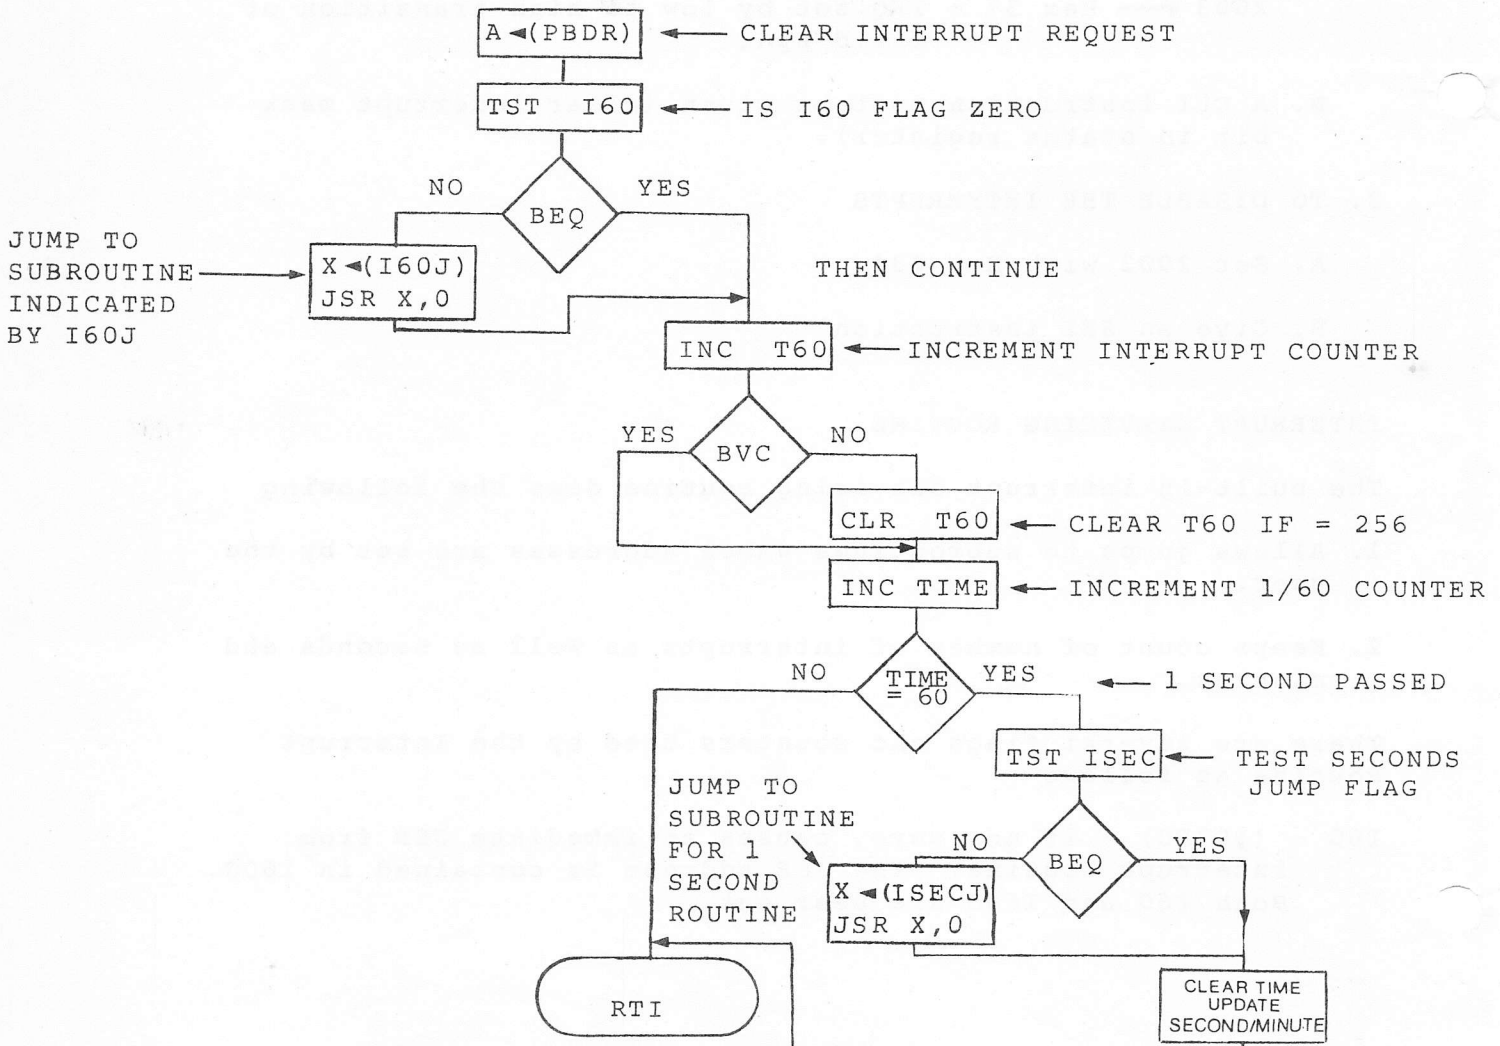 A ◄(PBDR)
CLEAR INTERRUPT REQUEST
TST I60
IS I60 FLAG ZERO
NO
YES
BEQ
JUMP TO
SUBROUTINE
INDICATED
BY I60J
X ◄(I60J)
JSR X,0
THEN CONTINUE
INC T60
INCREMENT INTERRUPT COUNTER
YES
NO
BVC
CLR T60
CLEAR T60 IF = 256
INC TIME
INCREMENT 1/60 COUNTER
NO
YES
TIME
= 60
1 SECOND PASSED
TST ISEC
TEST SECONDS
JUMP FLAG
JUMP TO
SUBROUTINE
FOR 1
SECOND
ROUTINE
NO
YES
BEQ
X ◄(ISECJ)
JSR X,0
RTI
CLEAR TIME
UPDATE
SECOND/MINUTE